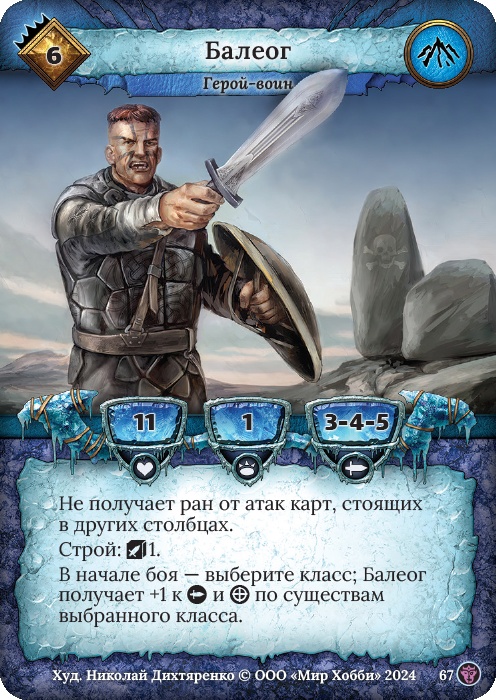 6
Балеог
Герой-воин
11
1
3-4-5
Не получает ран от атак карт, стоящих
в других столбцах.
Строй: 1.
В начале боя — выберите класс; Балеог
получает +1 к и по существам
выбранного класса.
Худ. Николай Дихтяренко © ООО «Мир Хобби» 2024
67